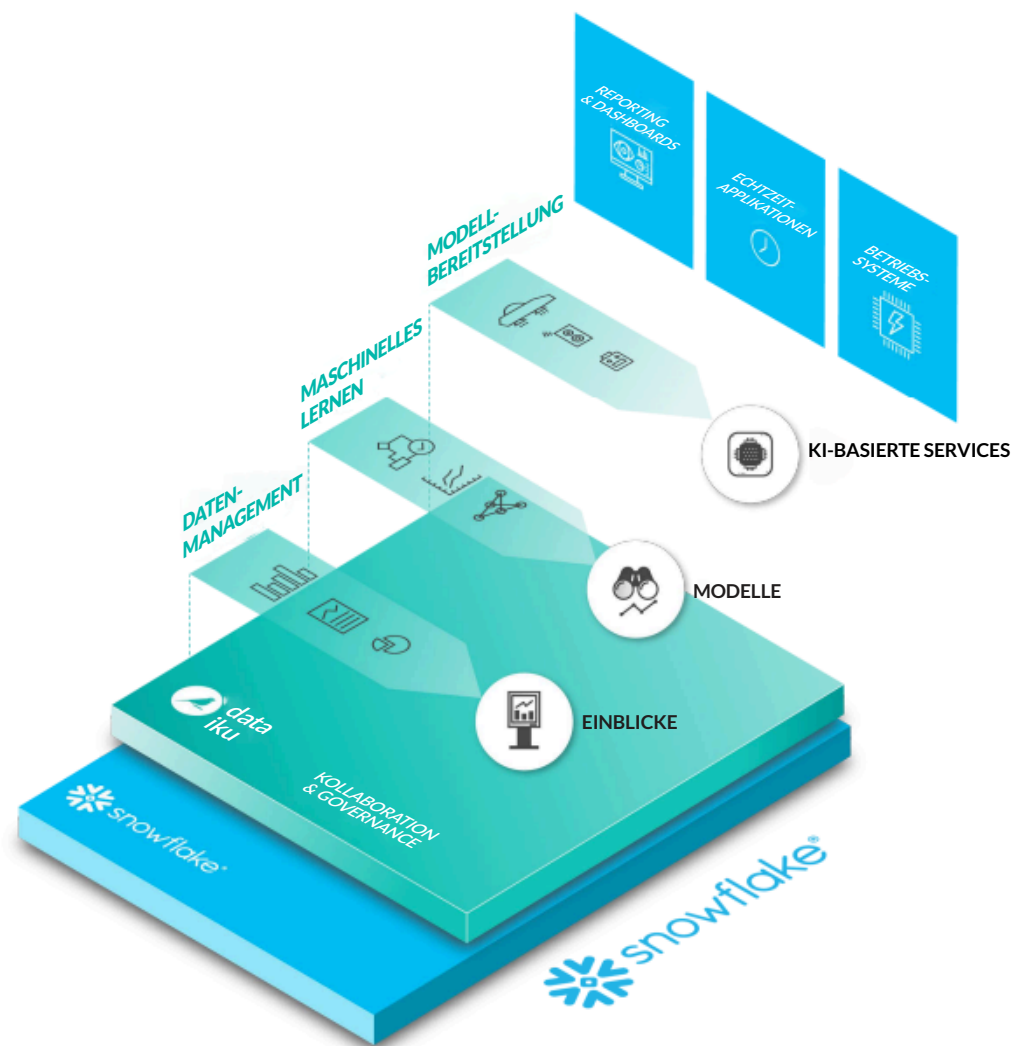 REPORTING
& DASHBOARDS
ECHTZEIT-
APPLIKATIONEN
BETRIEBS-
SYSTEME
MODELL-
BEREITSTELLUNG
MASCHINELLES
LERNEN
DATEN-
MANAGEMENT
KI-BASIERTE SERVICES
MODELLE
EINBLICKE
data
iku
KOLLABORATION
& GOVERNANCE
snowflake®
snowflake®